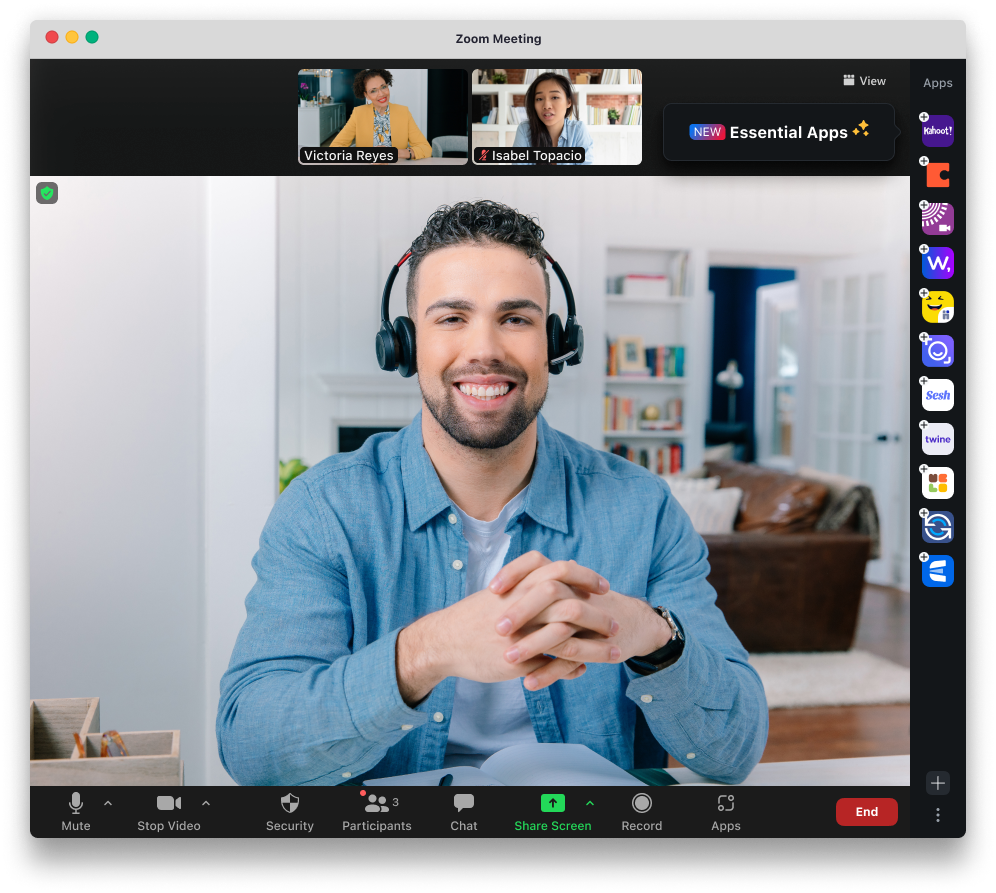 Zoom Meeting
View
Apps
Victoria Reyes
Isabel Topacio
NEW Essential Apps
Kahoot!
W,
Sesh
twine
Mute
Stop Video
Security
Participants
3
Chat
Share Screen
Record
Apps
End